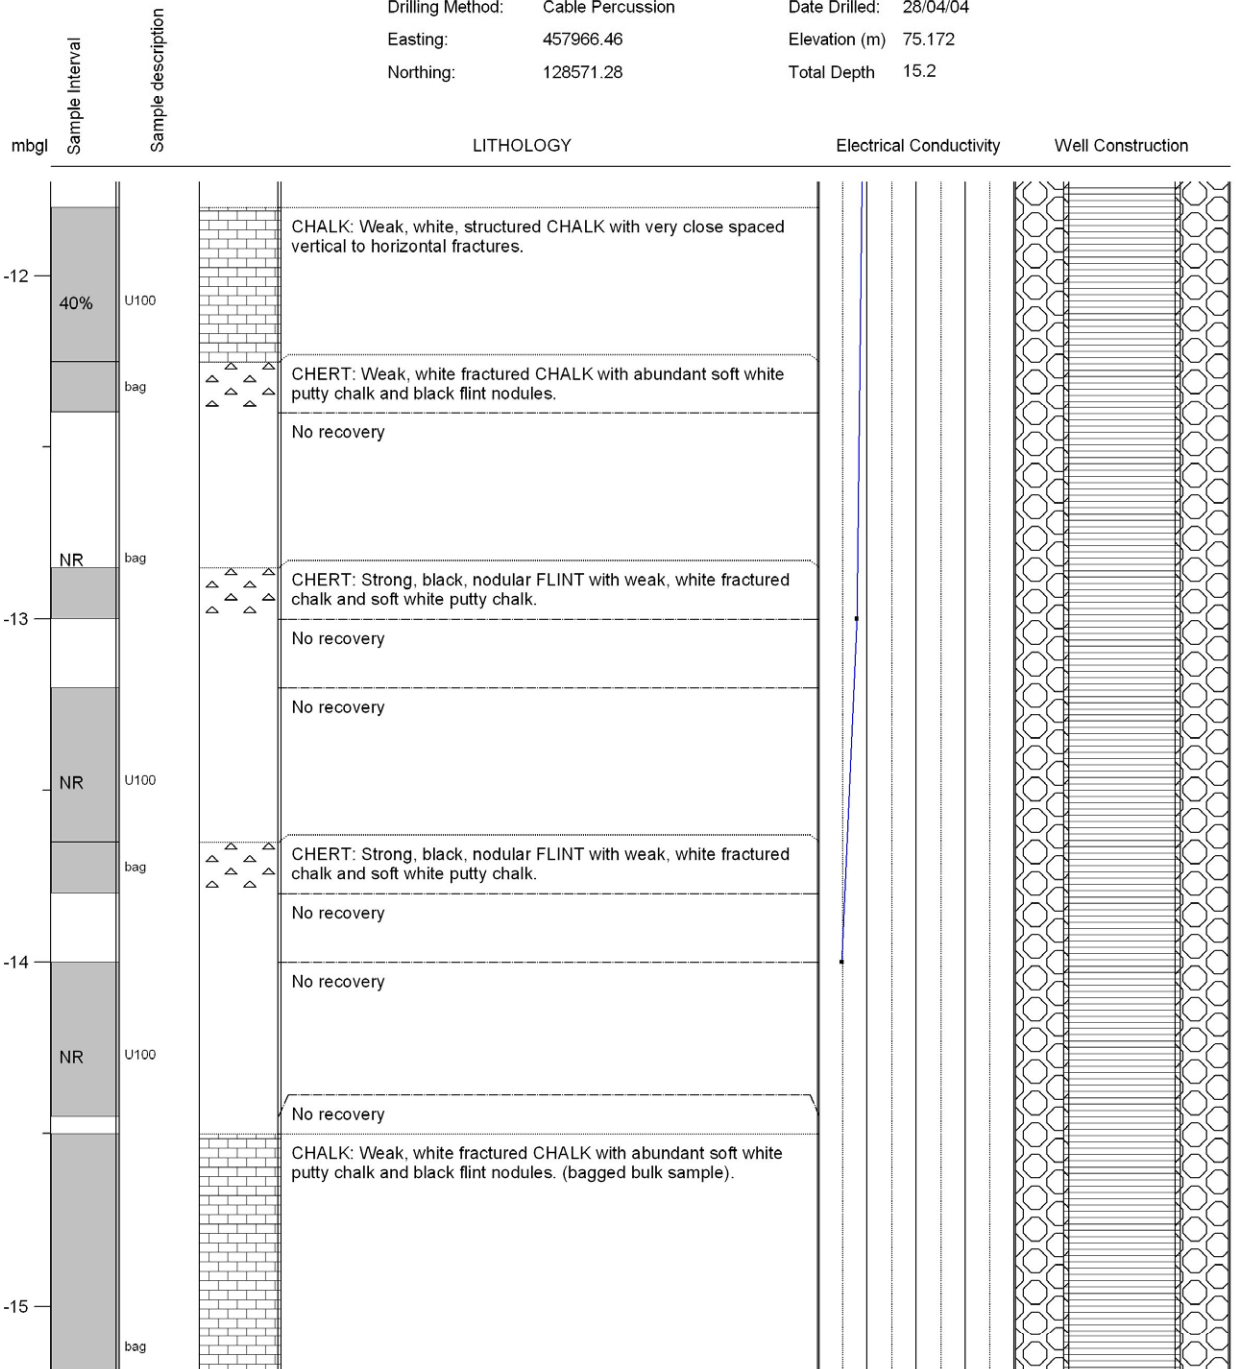 Drilling Method: Cable Percussion Date Drilled: 28/04/04
Easting: 457966.46 Elevation (m) 75.172
Northing: 128571.28 Total Depth 15.2
mbgl Sample Interval Sample description LITHOLOGY Electrical Conductivity Well Construction
CHALK: Weak, white, structured CHALK with very close spaced
vertical to horizontal fractures.
-12
40% U100
CHERT: Weak, white fractured CHALK with abundant soft white
bag
putty chalk and black flint nodules.
No recovery
NR bag
CHERT: Strong, black, nodular FLINT with weak, white fractured
chalk and soft white putty chalk.
-13
No recovery
No recovery
NR U100
CHERT: Strong, black, nodular FLINT with weak, white fractured
bag
chalk and soft white putty chalk.
No recovery
-14
No recovery
NR U100
No recovery
CHALK: Weak, white fractured CHALK with abundant soft white
putty chalk and black flint nodules. (bagged bulk sample).
-15
bag